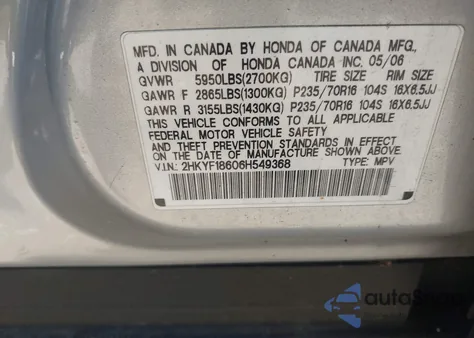 MFD. IN CANADA BY HONDA OF CANADA MFG.,
A DIVISION OF HONDA CANADA INC. 05/06
GVWR 5950LBS(2700KG) TIRE SIZE RIM SIZE
GAWR F 2865LBS(1300KG) P235/70R16 104S 16X6.5JJ
GAWR R 3155LBS(1430KG) P235/70R16 104S 16X6.5JJ
THIS VEHICLE CONFORMS TO ALL APPLICABLE
FEDERAL MOTOR VEHICLE SAFETY
AND THEFT PREVENTION STANDARDS IN EFFECT ON
THE DATE OF MANUFACTURE SHOWN ABOVE.
V.I.N.: 2HKYF18606H549368 TYPE: MPV